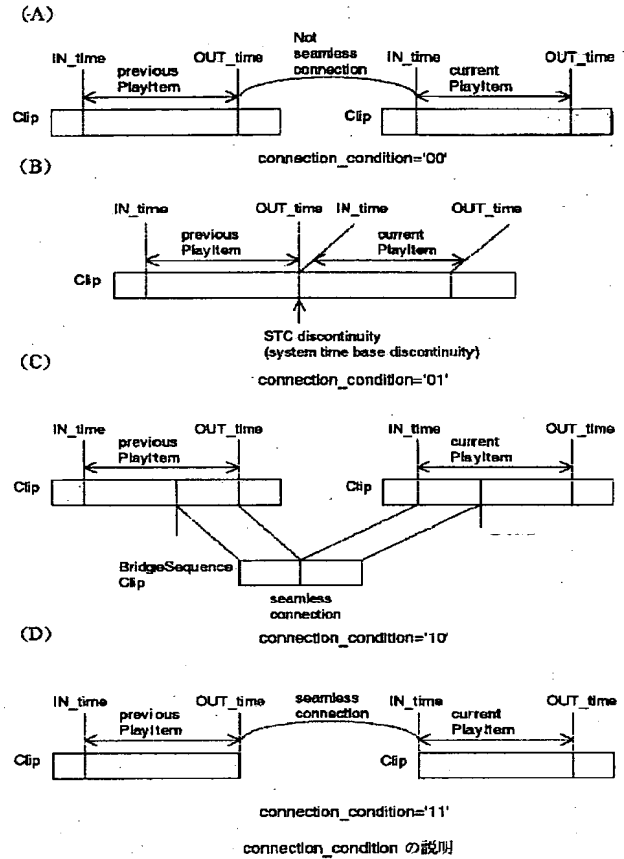 (A)
Not
seamless
connection
IN_time
OUT_time
IN_time
OUT_time
previous
PlayItem
current
PlayItem
Clip
Clip
connection_condition='00'
(B)
IN_time
OUT_time
IN_time
OUT_time
previous
PlayItem
current
PlayItem
Clip
STC discontinuity
(system time base discontinuity)
connection_condition='01'
(C)
IN_time
OUT_time
IN_time
OUT_time
previous
PlayItem
current
PlayItem
Clip
Clip
BridgeSequence
Clip
seamless
connection
connection_condition='10'
(D)
seamless
connection
IN_time
OUT_time
IN_time
OUT_time
previous
PlayItem
current
PlayItem
Clip
Clip
connection_condition='11'
connection_condition の説明